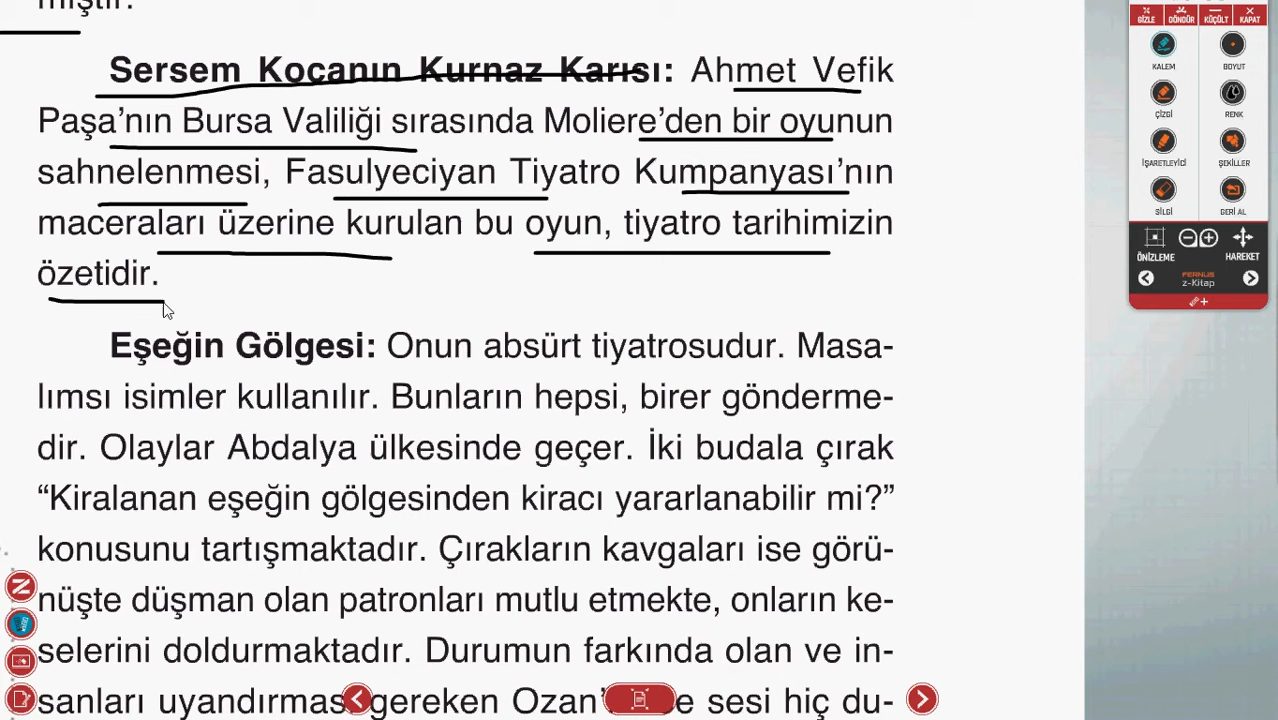 mıştır.
Sersem Kocanın Kurnaz Karısı: Ahmet Vefik
Paşa’nın Bursa Valiliği sırasında Moliere’den bir oyunun
sahnelenmesi, Fasulyeciyan Tiyatro Kumpanyası’nın
maceraları üzerine kurulan bu oyun, tiyatro tarihimizin
özetidir.
Eşeğin Gölgesi: Onun absürt tiyatrosudur. Masa-
lımsı isimler kullanılır. Bunların hepsi, birer gönderme-
dir. Olaylar Abdalya ülkesinde geçer. İki budala çırak
“Kiralanan eşeğin gölgesinden kiracı yararlanabilir mi?”
konusunu tartışmaktadır. Çırakların kavgaları ise görü-
nüşte düşman olan patronları mutlu etmekte, onların ke-
selerini doldurmaktadır. Durumun farkında olan ve in-
sanları gereken sesi hiç du-
GİZLE DÖNDÜR KÜÇÜLT KAPAT
KALEM BOYUT
ÇİZGİ RENK
İŞARETLEYİCİ ŞEKİLLER
SİLGİ GERİ AL
ÖNİZLEME HAREKET
FERNUS
z-Kitap